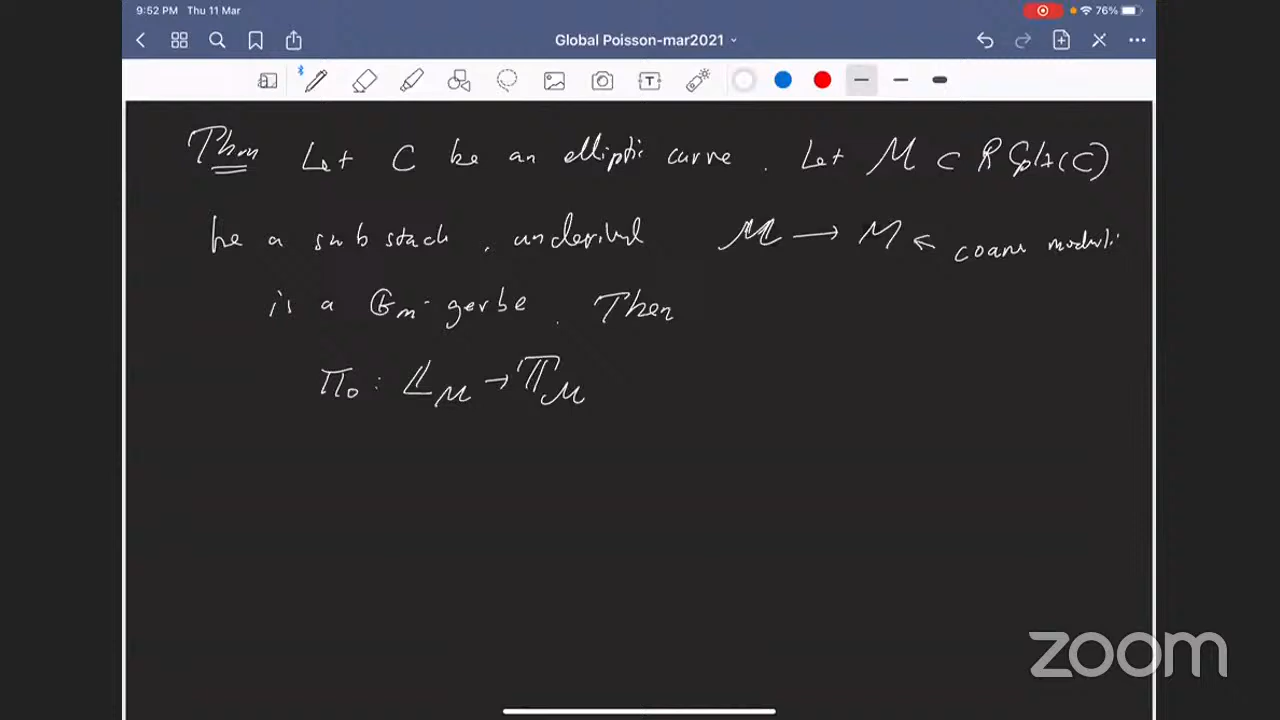 9:52 PM Thu 11 Mar
76%
Global Poisson-mar2021
Thm Let C be an elliptic curve. Let M ⊂ R Cplx(C)
be a substack, underived M → M ← coarse moduli
is a 𝔾m-gerbe. Then
Π₀ : 𝕃_M → 𝕋_M
zoom